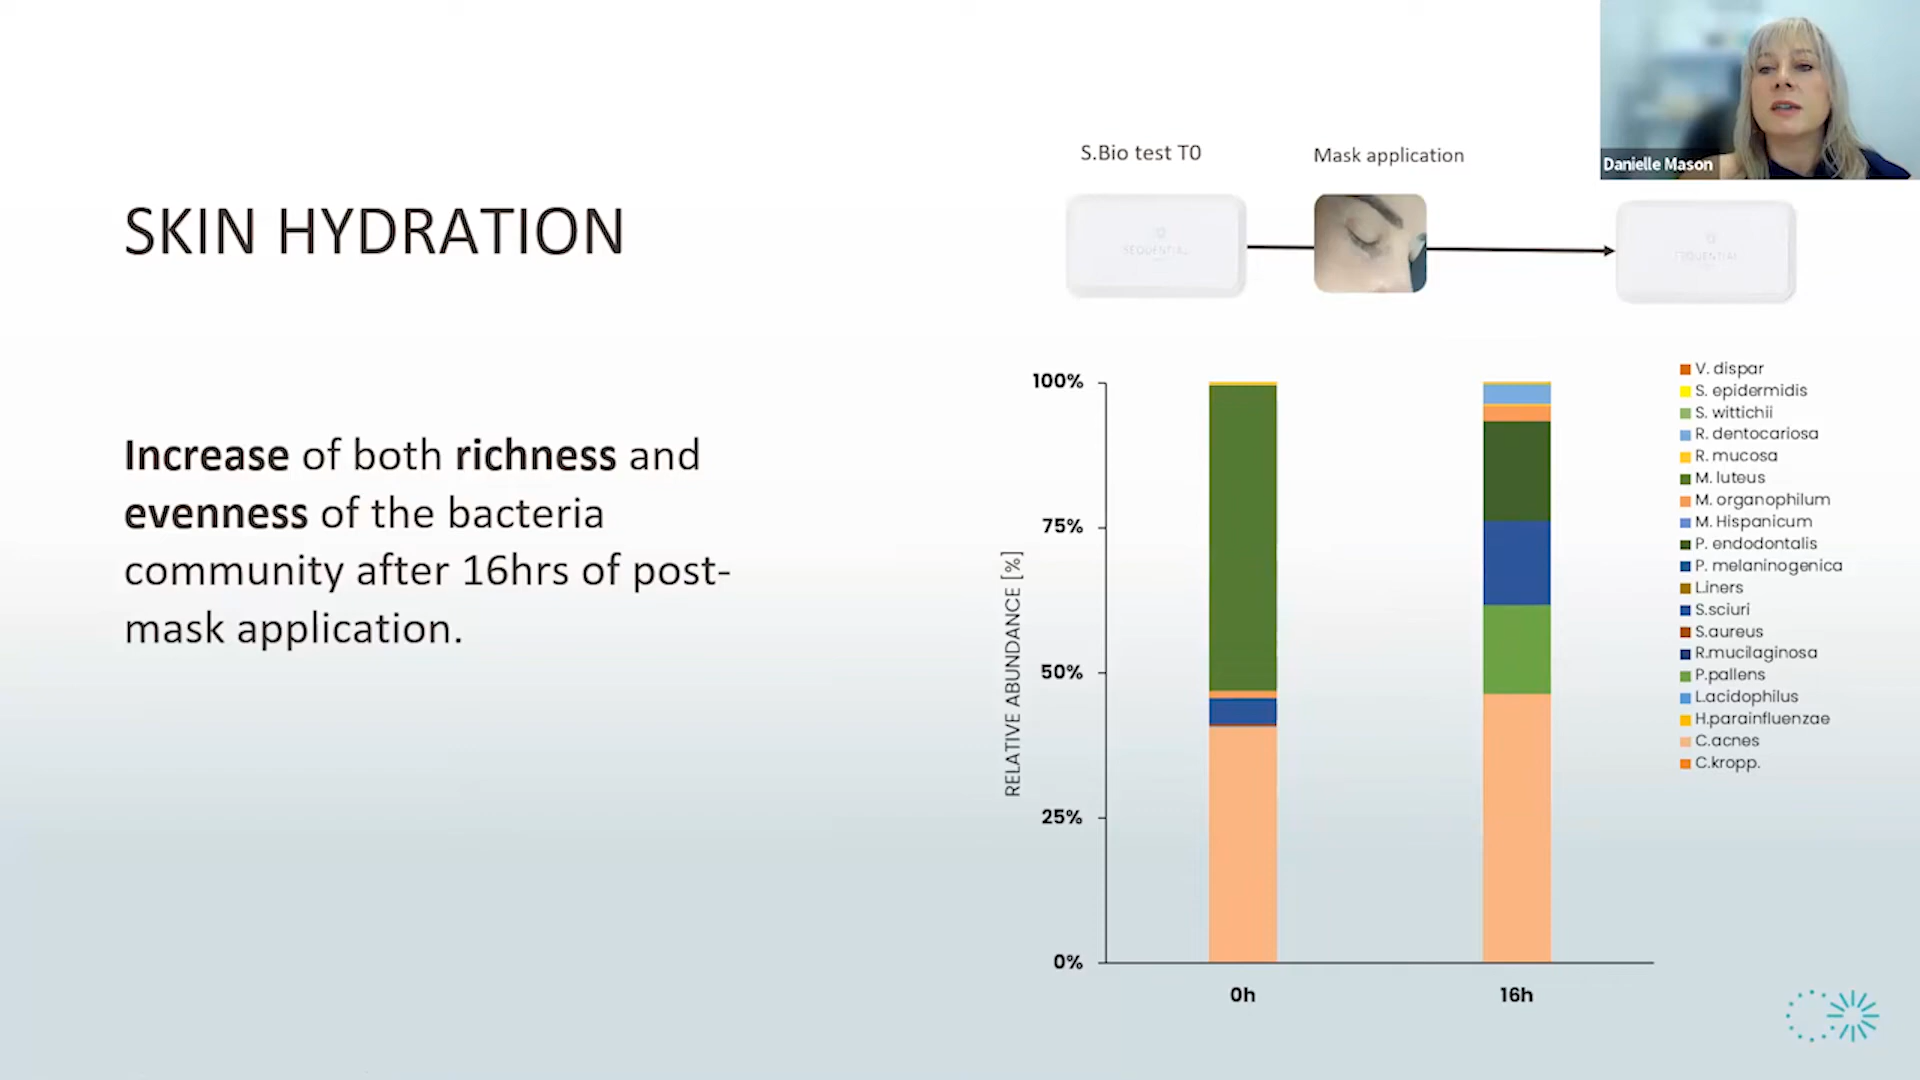 Danielle Mason
S.Bio test T0
Mask application
SEQUENTIAL
SEQUENTIAL
SKIN HYDRATION
Increase of both richness and
evenness of the bacteria
community after 16hrs of post-
mask application.
RELATIVE ABUNDANCE [%]
100%
75%
50%
25%
0%
0h
16h
V. dispar
S. epidermidis
S. wittichii
R. dentocariosa
R. mucosa
M. luteus
M. organophilum
M. Hispanicum
P. endodontalis
P. melaninogenica
L.iners
S.sciuri
S.aureus
R.mucilaginosa
P.pallens
L.acidophilus
H.parainfluenzae
C.acnes
C.kropp.